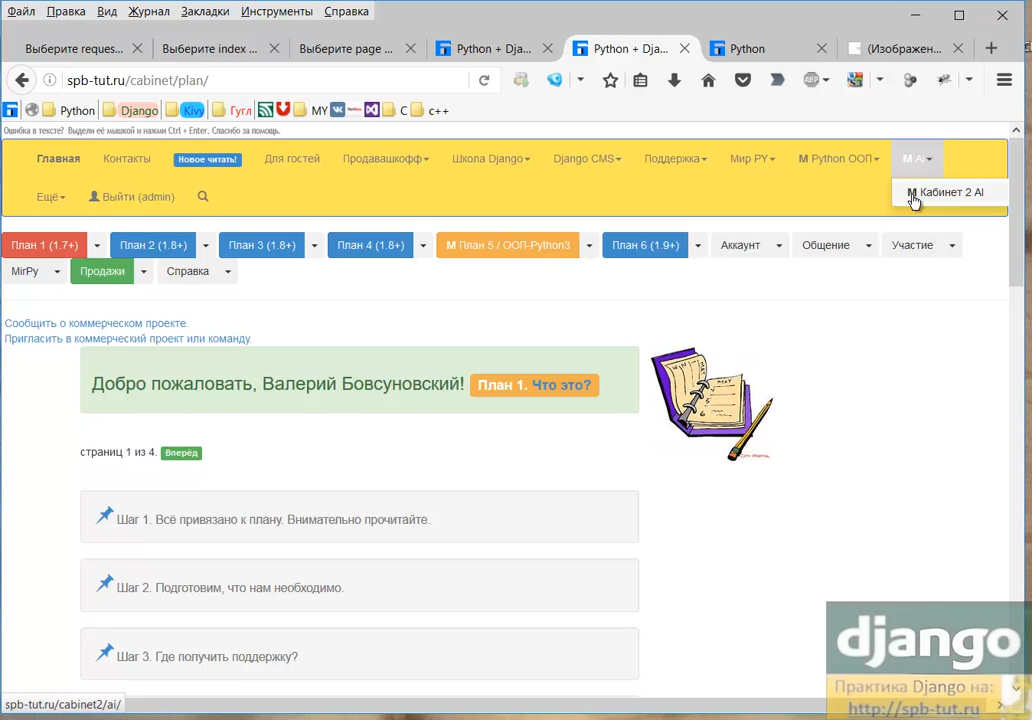 Файл Правка Вид Журнал Закладки Инструменты Справка
Выберите reques... Выберите index ... Выберите page ... Python + Dja... Python + Dja... Python (Изображен...
spb-tut.ru/cabinet/plan/
ABP
Python Django Kivy Гугл MY C C++
Ошибка в тексте? Выдели её мышкой и нажми Ctrl + Enter. Спасибо за помощь.
Главная Контакты Новое читать! Для гостей Продавашкофф Школа Django Django CMS Поддержка Мир PY M Python ООП M AI
Ещё Выйти (admin) M Кабинет 2 AI
План 1 (1.7+) План 2 (1.8+) План 3 (1.8+) План 4 (1.8+) M План 5 / ООП-Python3 План 6 (1.9+) Аккаунт Общение Участие
MirPy Продажи Справка
Сообщить о коммерческом проекте.
Пригласить в коммерческий проект или команду.
Добро пожаловать, Валерий Бовсуновский! План 1. Что это?
страниц 1 из 4. Вперёд
Шаг 1. Всё привязано к плану. Внимательно прочитайте.
Шаг 2. Подготовим, что нам необходимо.
Шаг 3. Где получить поддержку?
django
Практика Django на:
http://spb-tut.ru
spb-tut.ru/cabinet2/ai/